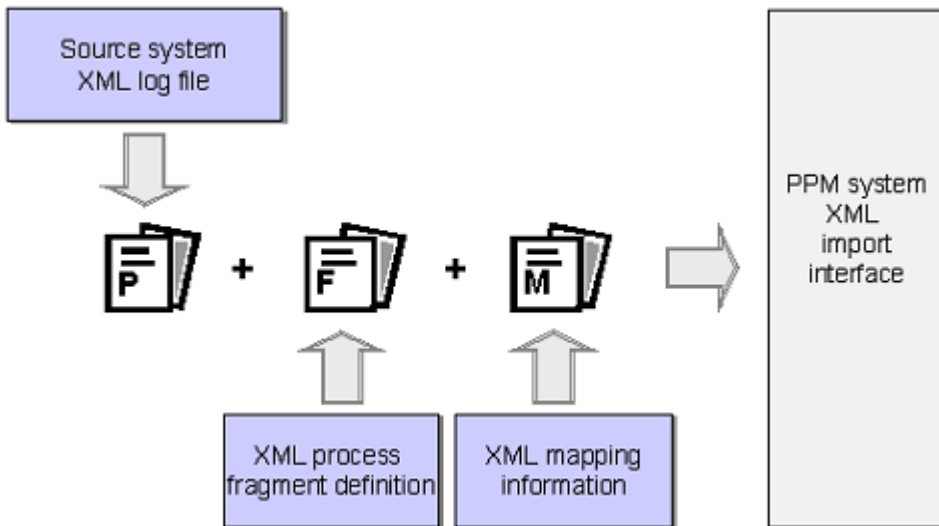 Source system
XML log file
P + F + M
PPM system
XML
import
interface
XML process
fragment definition
XML mapping
information